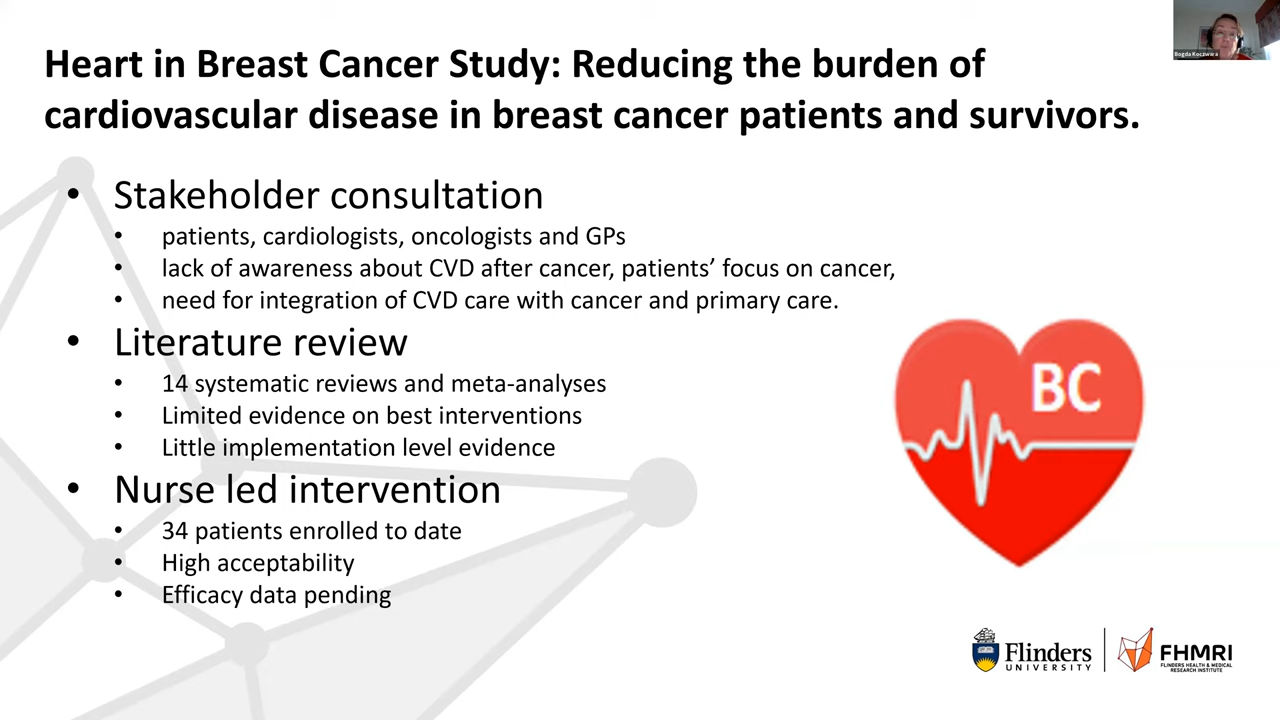 Bogda Koczwara
Heart in Breast Cancer Study: Reducing the burden of
cardiovascular disease in breast cancer patients and survivors.
• Stakeholder consultation
• patients, cardiologists, oncologists and GPs
• lack of awareness about CVD after cancer, patients’ focus on cancer,
• need for integration of CVD care with cancer and primary care.
• Literature review
• 14 systematic reviews and meta-analyses
• Limited evidence on best interventions
• Little implementation level evidence
• Nurse led intervention
• 34 patients enrolled to date
• High acceptability
• Efficacy data pending
BC
Flinders
UNIVERSITY
FHMRI
FLINDERS HEALTH & MEDICAL
RESEARCH INSTITUTE